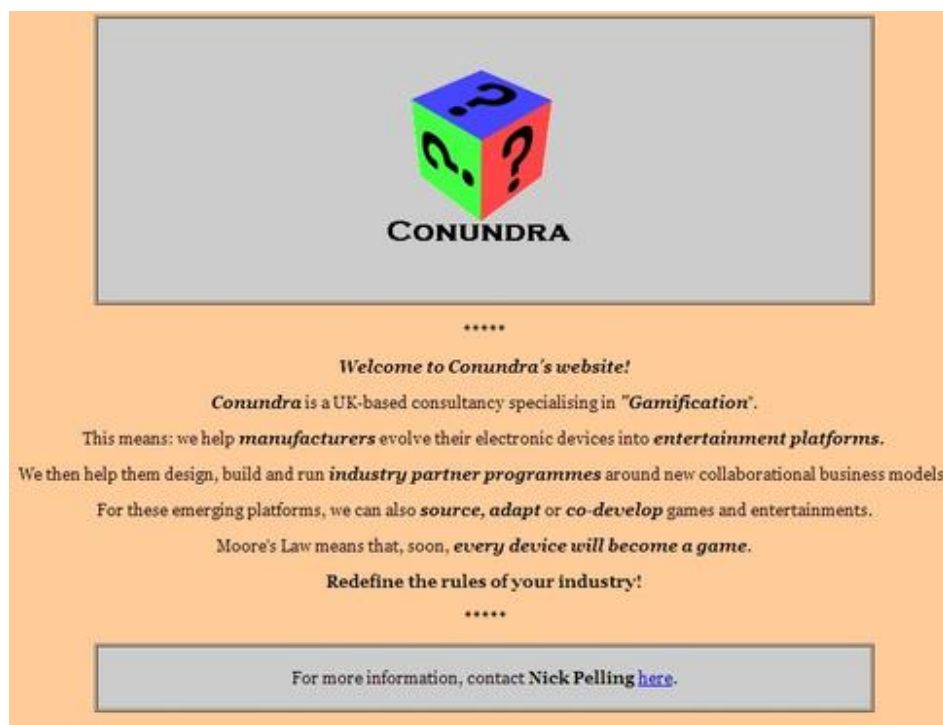 ? ? ?
CONUNDRA
*****
Welcome to Conundra's website!
Conundra is a UK-based consultancy specialising in "Gamification".
This means: we help manufacturers evolve their electronic devices into entertainment platforms.
We then help them design, build and run industry partner programmes around new collaborational business models
For these emerging platforms, we can also source, adapt or co-develop games and entertainments.
Moore's Law means that, soon, every device will become a game.
Redefine the rules of your industry!
*****
For more information, contact Nick Pelling here.